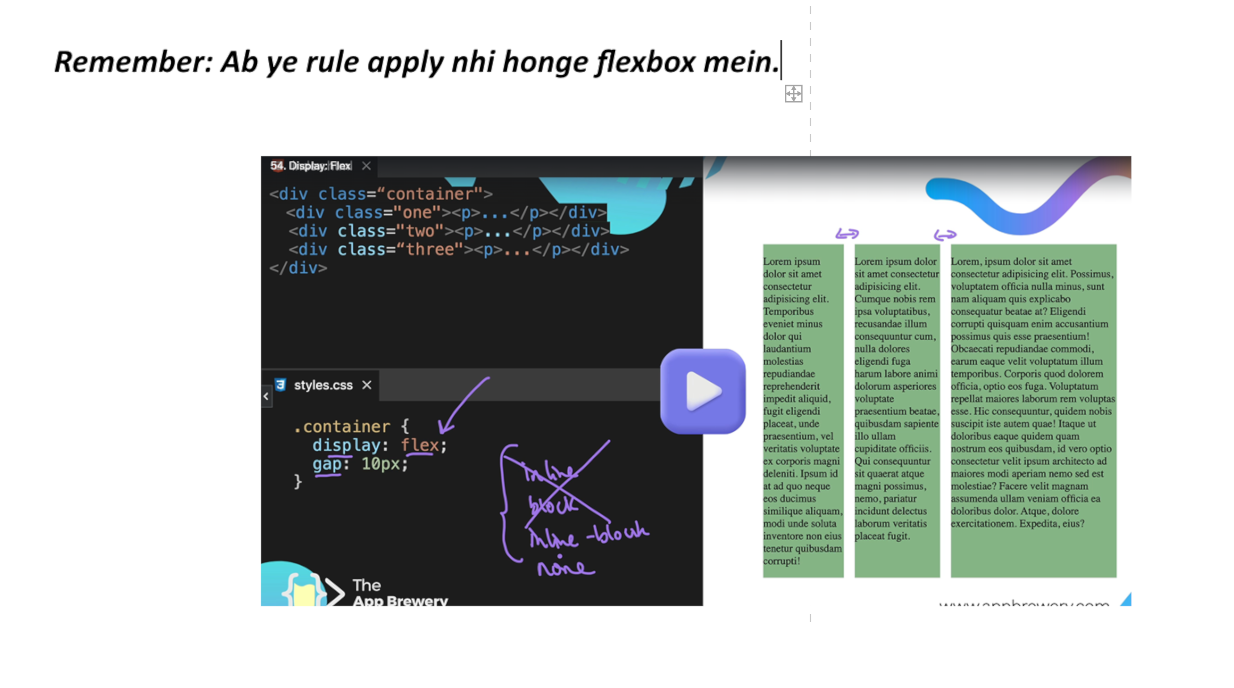 Remember: Ab ye rule apply nhi honge flexbox mein.
54. Display: Flex
<div class=“container">
<div class="one"><p>...</p></div>
<div class="two"><p>...</p></div>
<div class=“three"><p>...</p></div>
</div>
styles.css
.container {
display: flex;
gap: 10px;
}
inline
block
inline-block
none
The
App Brewery
Lorem ipsum
dolor sit amet
consectetur
adipisicing elit.
Temporibus
eveniet minus
dolor qui
laudantium
molestias
repudiandae
reprehenderit
impedit aliquid,
fugit eligendi
placeat, unde
praesentium, vel
veritatis voluptate
ex corporis magni
deleniti. Ipsum id
at ad quo neque
eos ducimus
similique aliquam,
modi unde soluta
inventore non eius
tenetur quibusdam
corrupti!
Lorem ipsum dolor
sit amet consectetur
adipisicing elit.
Cumque nobis rem
ipsa voluptatibus,
recusandae illum
consequuntur cum,
nulla dolores
eligendi fuga
harum labore animi
dolorum asperiores
voluptate
praesentium beatae,
quibusdam sapiente
illo ullam
cupiditate officiis.
Qui consequuntur
sit quaerat atque
magni possimus,
nemo, pariatur
incidunt delectus
laborum veritatis
placeat fugit.
Lorem, ipsum dolor sit amet
consectetur adipisicing elit. Possimus,
voluptatem officia nulla minus, sunt
nam aliquam quis explicabo
consequatur beatae at? Eligendi
corrupti quisquam enim accusantium
possimus quis esse praesentium!
Obcaecati repudiandae commodi,
earum eaque velit voluptatum illum
temporibus. Corporis quod dolorem
officia, optio eos fuga. Voluptatum
repellat maiores laborum rem voluptas
esse. Hic consequuntur, quidem nobis
suscipit iste autem quae! Itaque ut
doloribus eaque quidem quam
nostrum eos quibusdam, id vero optio
consectetur velit ipsum architecto ad
maiores modi aperiam nemo sed est
molestiae? Facere velit magnam
assumenda ullam veniam officia ea
doloribus dolor. Atque, dolore
exercitationem. Expedita, eius?
www.appbrewery.com